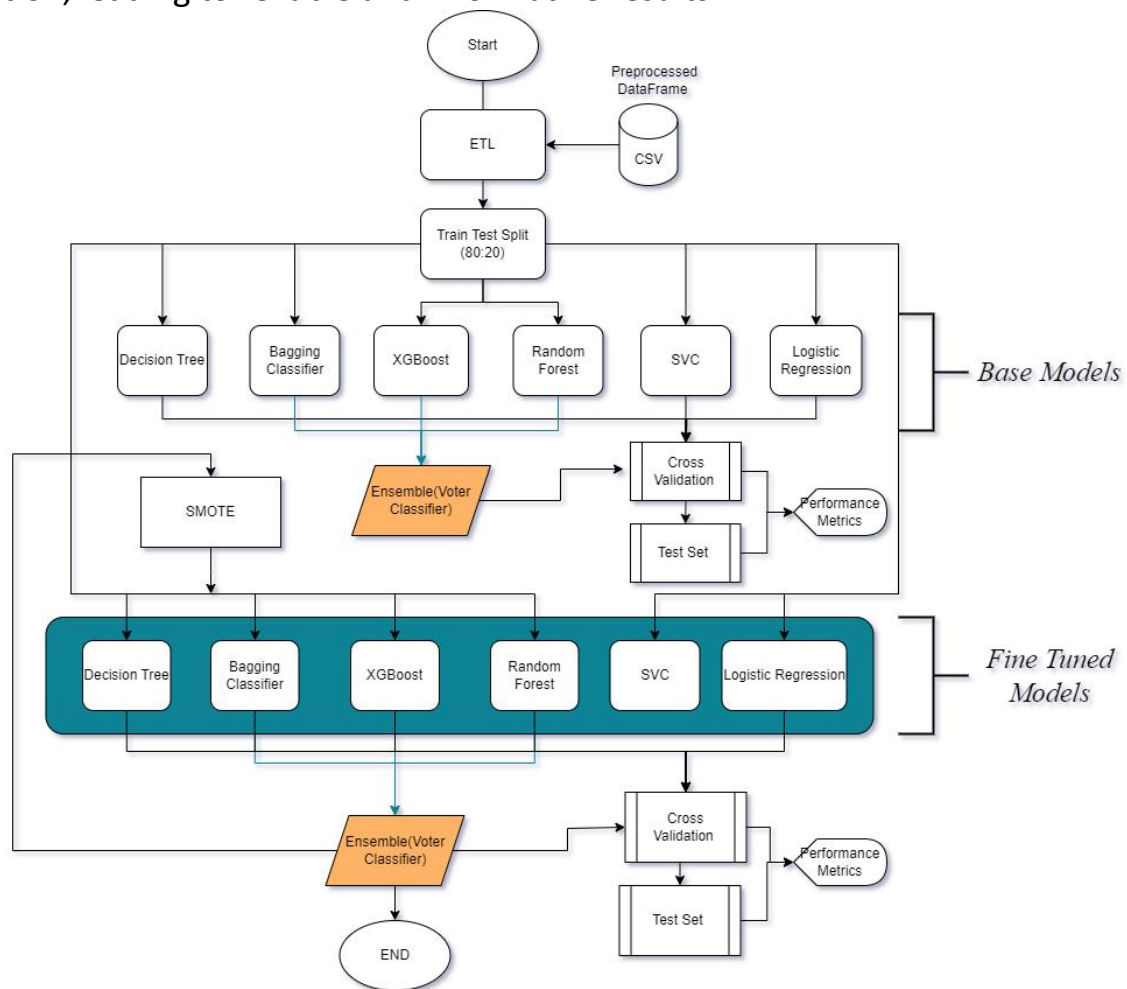 Start
Preprocessed
DataFrame
ETL
CSV
Train Test Split
(80:20)
Decision Tree
Bagging
Classifier
XGBoost
Random
Forest
SVC
Logistic
Regression
Base Models
Cross
Validation
Ensemble(Voter
Classifier)
SMOTE
Performance
Metrics
Test Set
Decision Tree
Bagging
Classifier
XGBoost
Random
Forest
SVC
Logistic Regression
Fine Tuned
Models
Cross
Validation
Ensemble(Voter
Classifier)
Performance
Metrics
Test Set
END